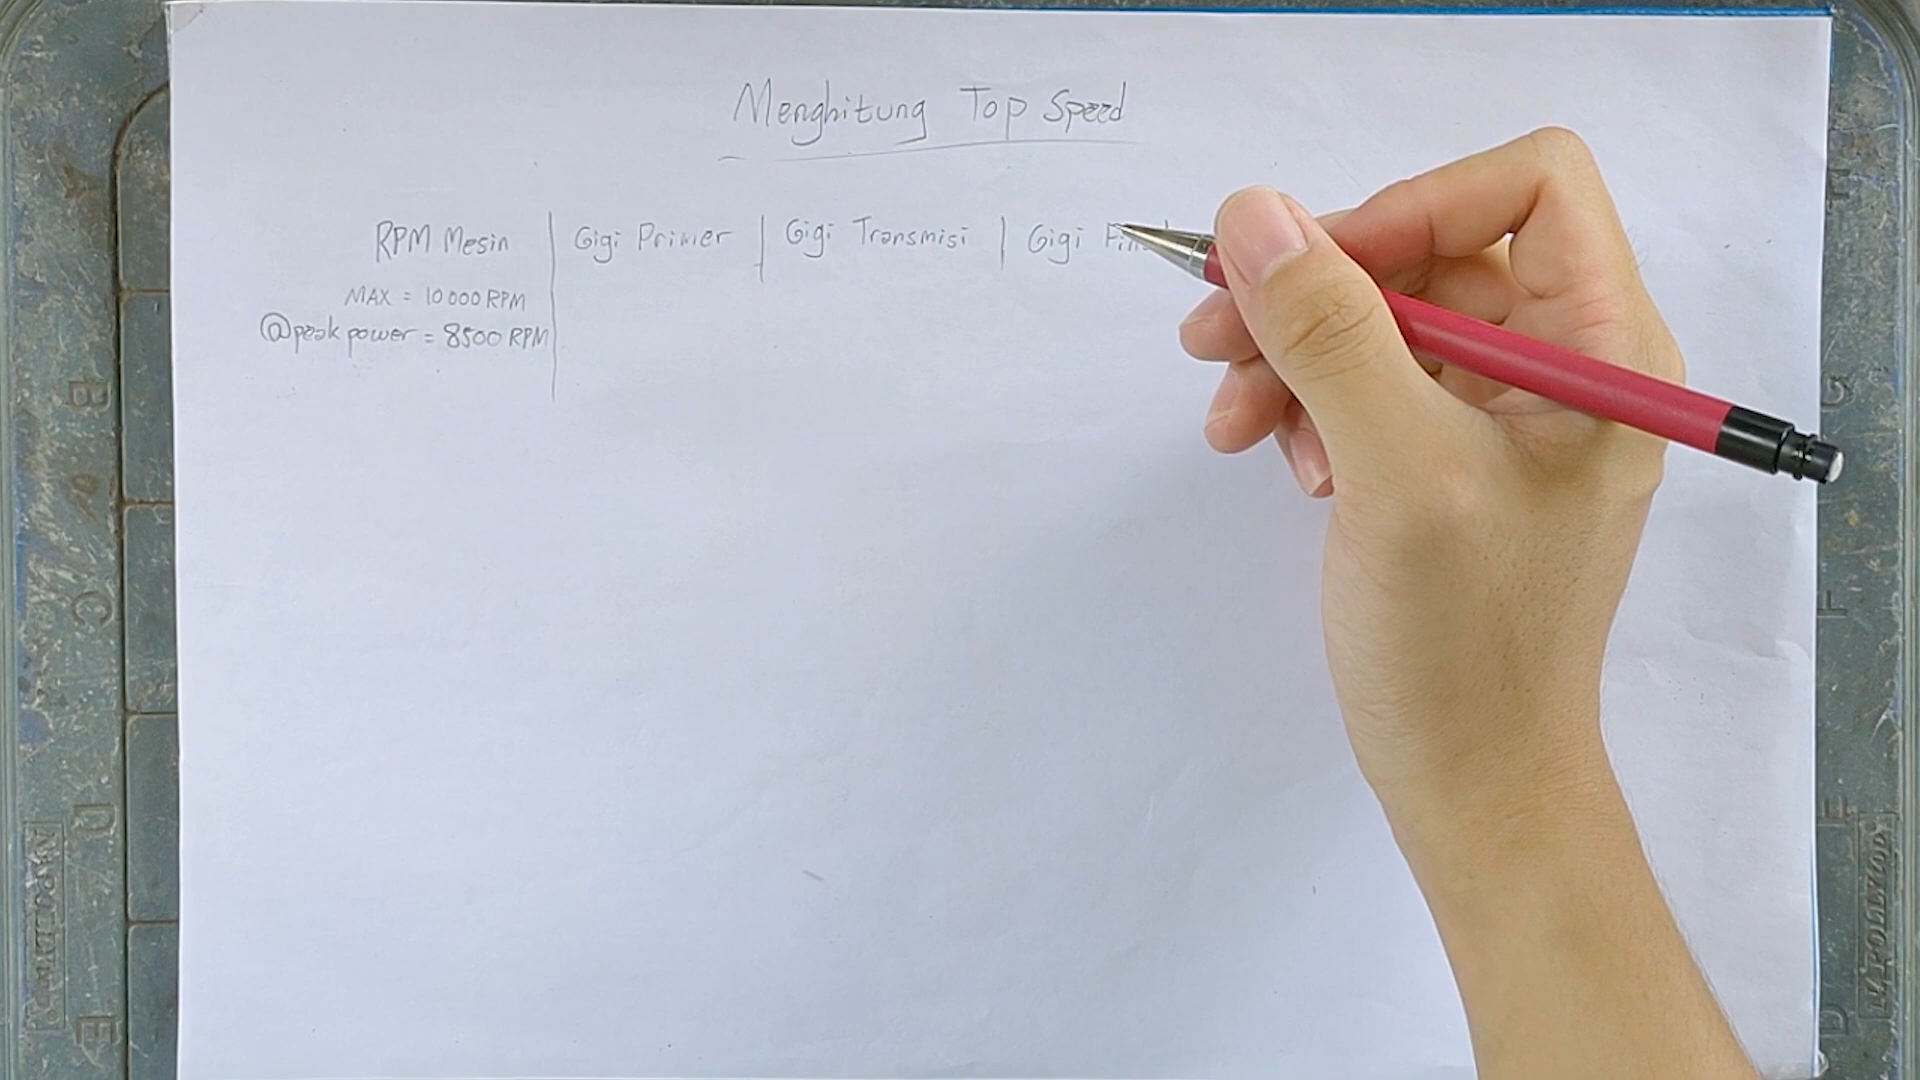 Menghitung Top Speed
RPM Mesin | Gigi Primer | Gigi Transmisi | Gigi
MAX = 10 000 RPM
@peak power = 8500 RPM
B
C
D
E